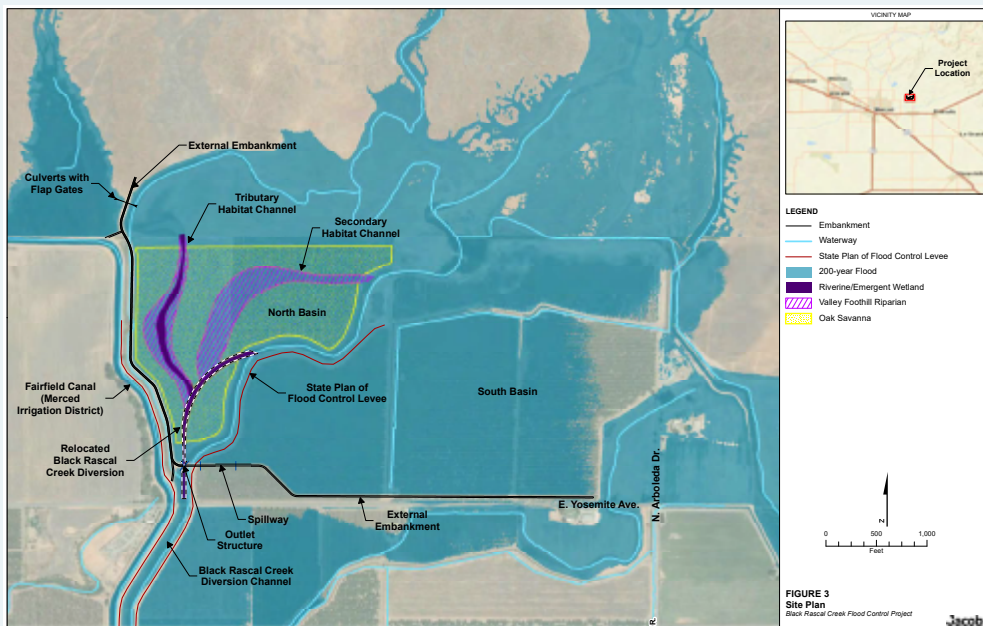 External Embankment
Culverts with
Flap Gates
Tributary
Habitat Channel
Secondary
Habitat Channel
North Basin
Fairfield Canal
(Merced
Irrigation District)
State Plan of
Flood Control Levee
South Basin
Relocated
Black Rascal
Creek Diversion
Spillway
Outlet
Structure
External
Embankment
E. Yosemite Ave.
N. Arboleda Dr.
Black Rascal Creek
Diversion Channel
R.
VICINITY MAP
Project
Location
Merced
LEGEND
Embankment
Waterway
State Plan of Flood Control Levee
200-year Flood
Riverine/Emergent Wetland
Valley Foothill Riparian
Oak Savanna
N
0 500 1,000
Feet
FIGURE 3
Site Plan
Black Rascal Creek Flood Control Project
Jacob